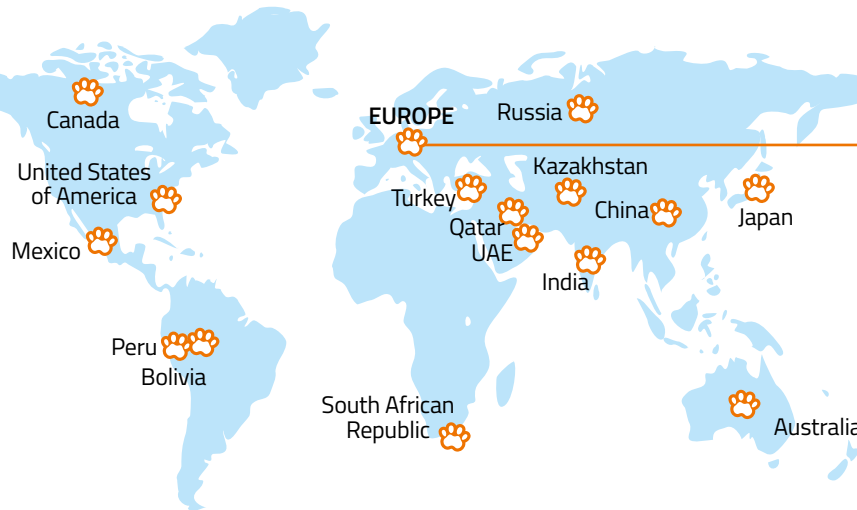 EUROPE
Russia
Canada
Kazakhstan
United States
of America
Turkey
China
Japan
Qatar
UAE
Mexico
India
Peru
Bolivia
South African
Republic
Australia